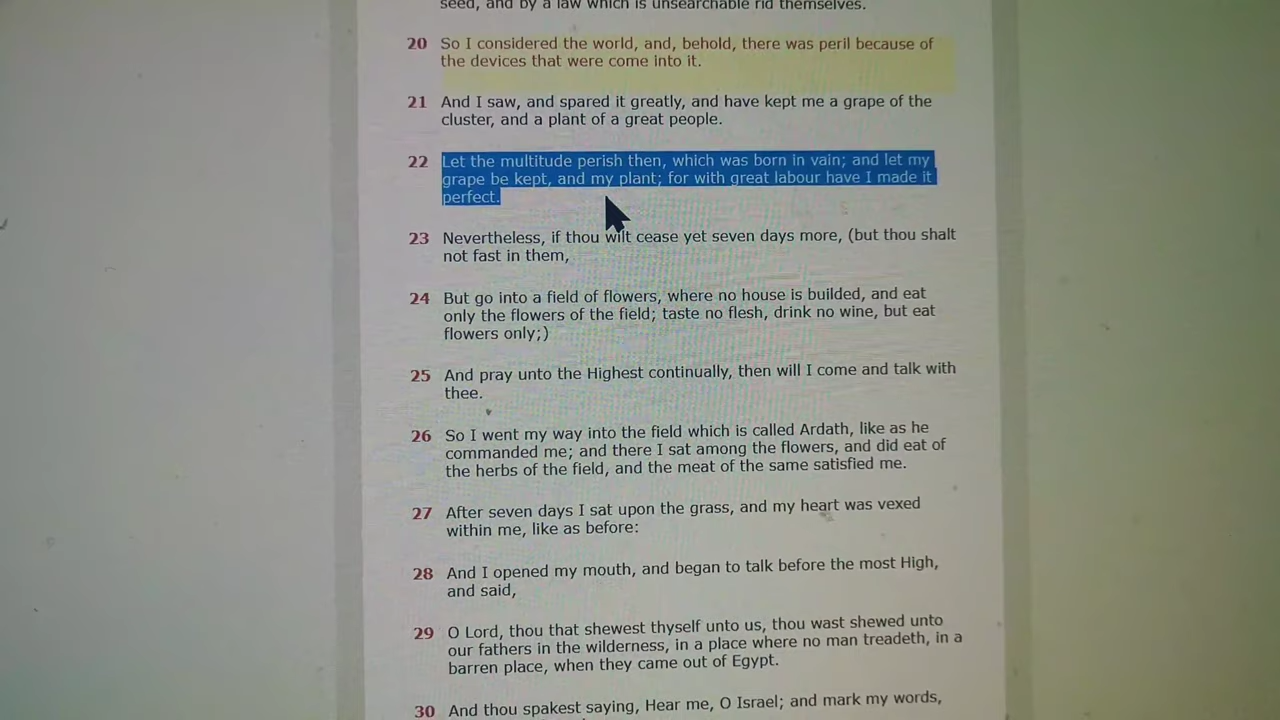 seed, and by a law which is unsearchable rid themselves.
20 So I considered the world, and, behold, there was peril because of
the devices that were come into it.
21 And I saw, and spared it greatly, and have kept me a grape of the
cluster, and a plant of a great people.
22 Let the multitude perish then, which was born in vain; and let my
grape be kept, and my plant; for with great labour have I made it
perfect.
23 Nevertheless, if thou wilt cease yet seven days more, (but thou shalt
not fast in them,
24 But go into a field of flowers, where no house is builded, and eat
only the flowers of the field; taste no flesh, drink no wine, but eat
flowers only;)
25 And pray unto the Highest continually, then will I come and talk with
thee.
26 So I went my way into the field which is called Ardath, like as he
commanded me; and there I sat among the flowers, and did eat of
the herbs of the field, and the meat of the same satisfied me.
27 After seven days I sat upon the grass, and my heart was vexed
within me, like as before:
28 And I opened my mouth, and began to talk before the most High,
and said,
29 O Lord, thou that shewest thyself unto us, thou wast shewed unto
our fathers in the wilderness, in a place where no man treadeth, in a
barren place, when they came out of Egypt.
30 And thou spakest saying, Hear me, O Israel; and mark my words,